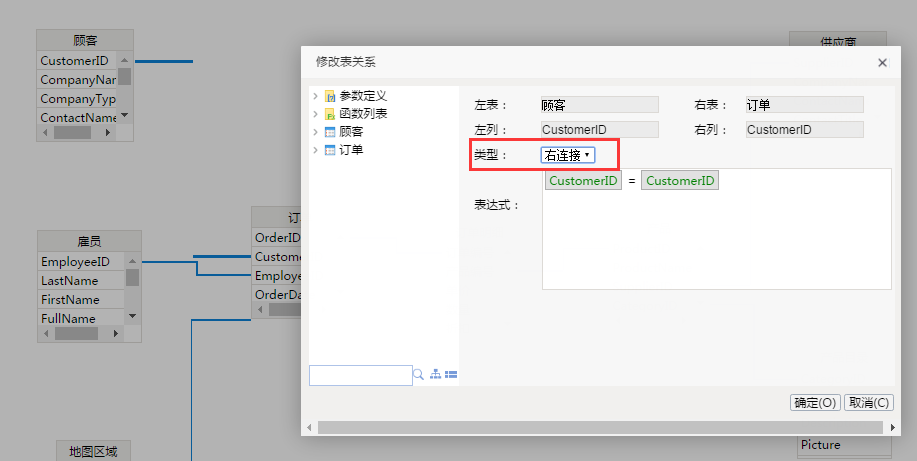 顾客
CustomerID
CompanyNam
CompanyTyp
ContactName
雇员
EmployeeID
LastName
FirstName
FullName
订
OrderID
Custome
Employe
OrderDa
地图区域
供应商
Picture
修改表关系
参数定义
函数列表
顾客
订单
左表： 顾客 右表： 订单
左列： CustomerID 右列： CustomerID
类型： 右连接
表达式： CustomerID = CustomerID
确定(O) 取消(C)